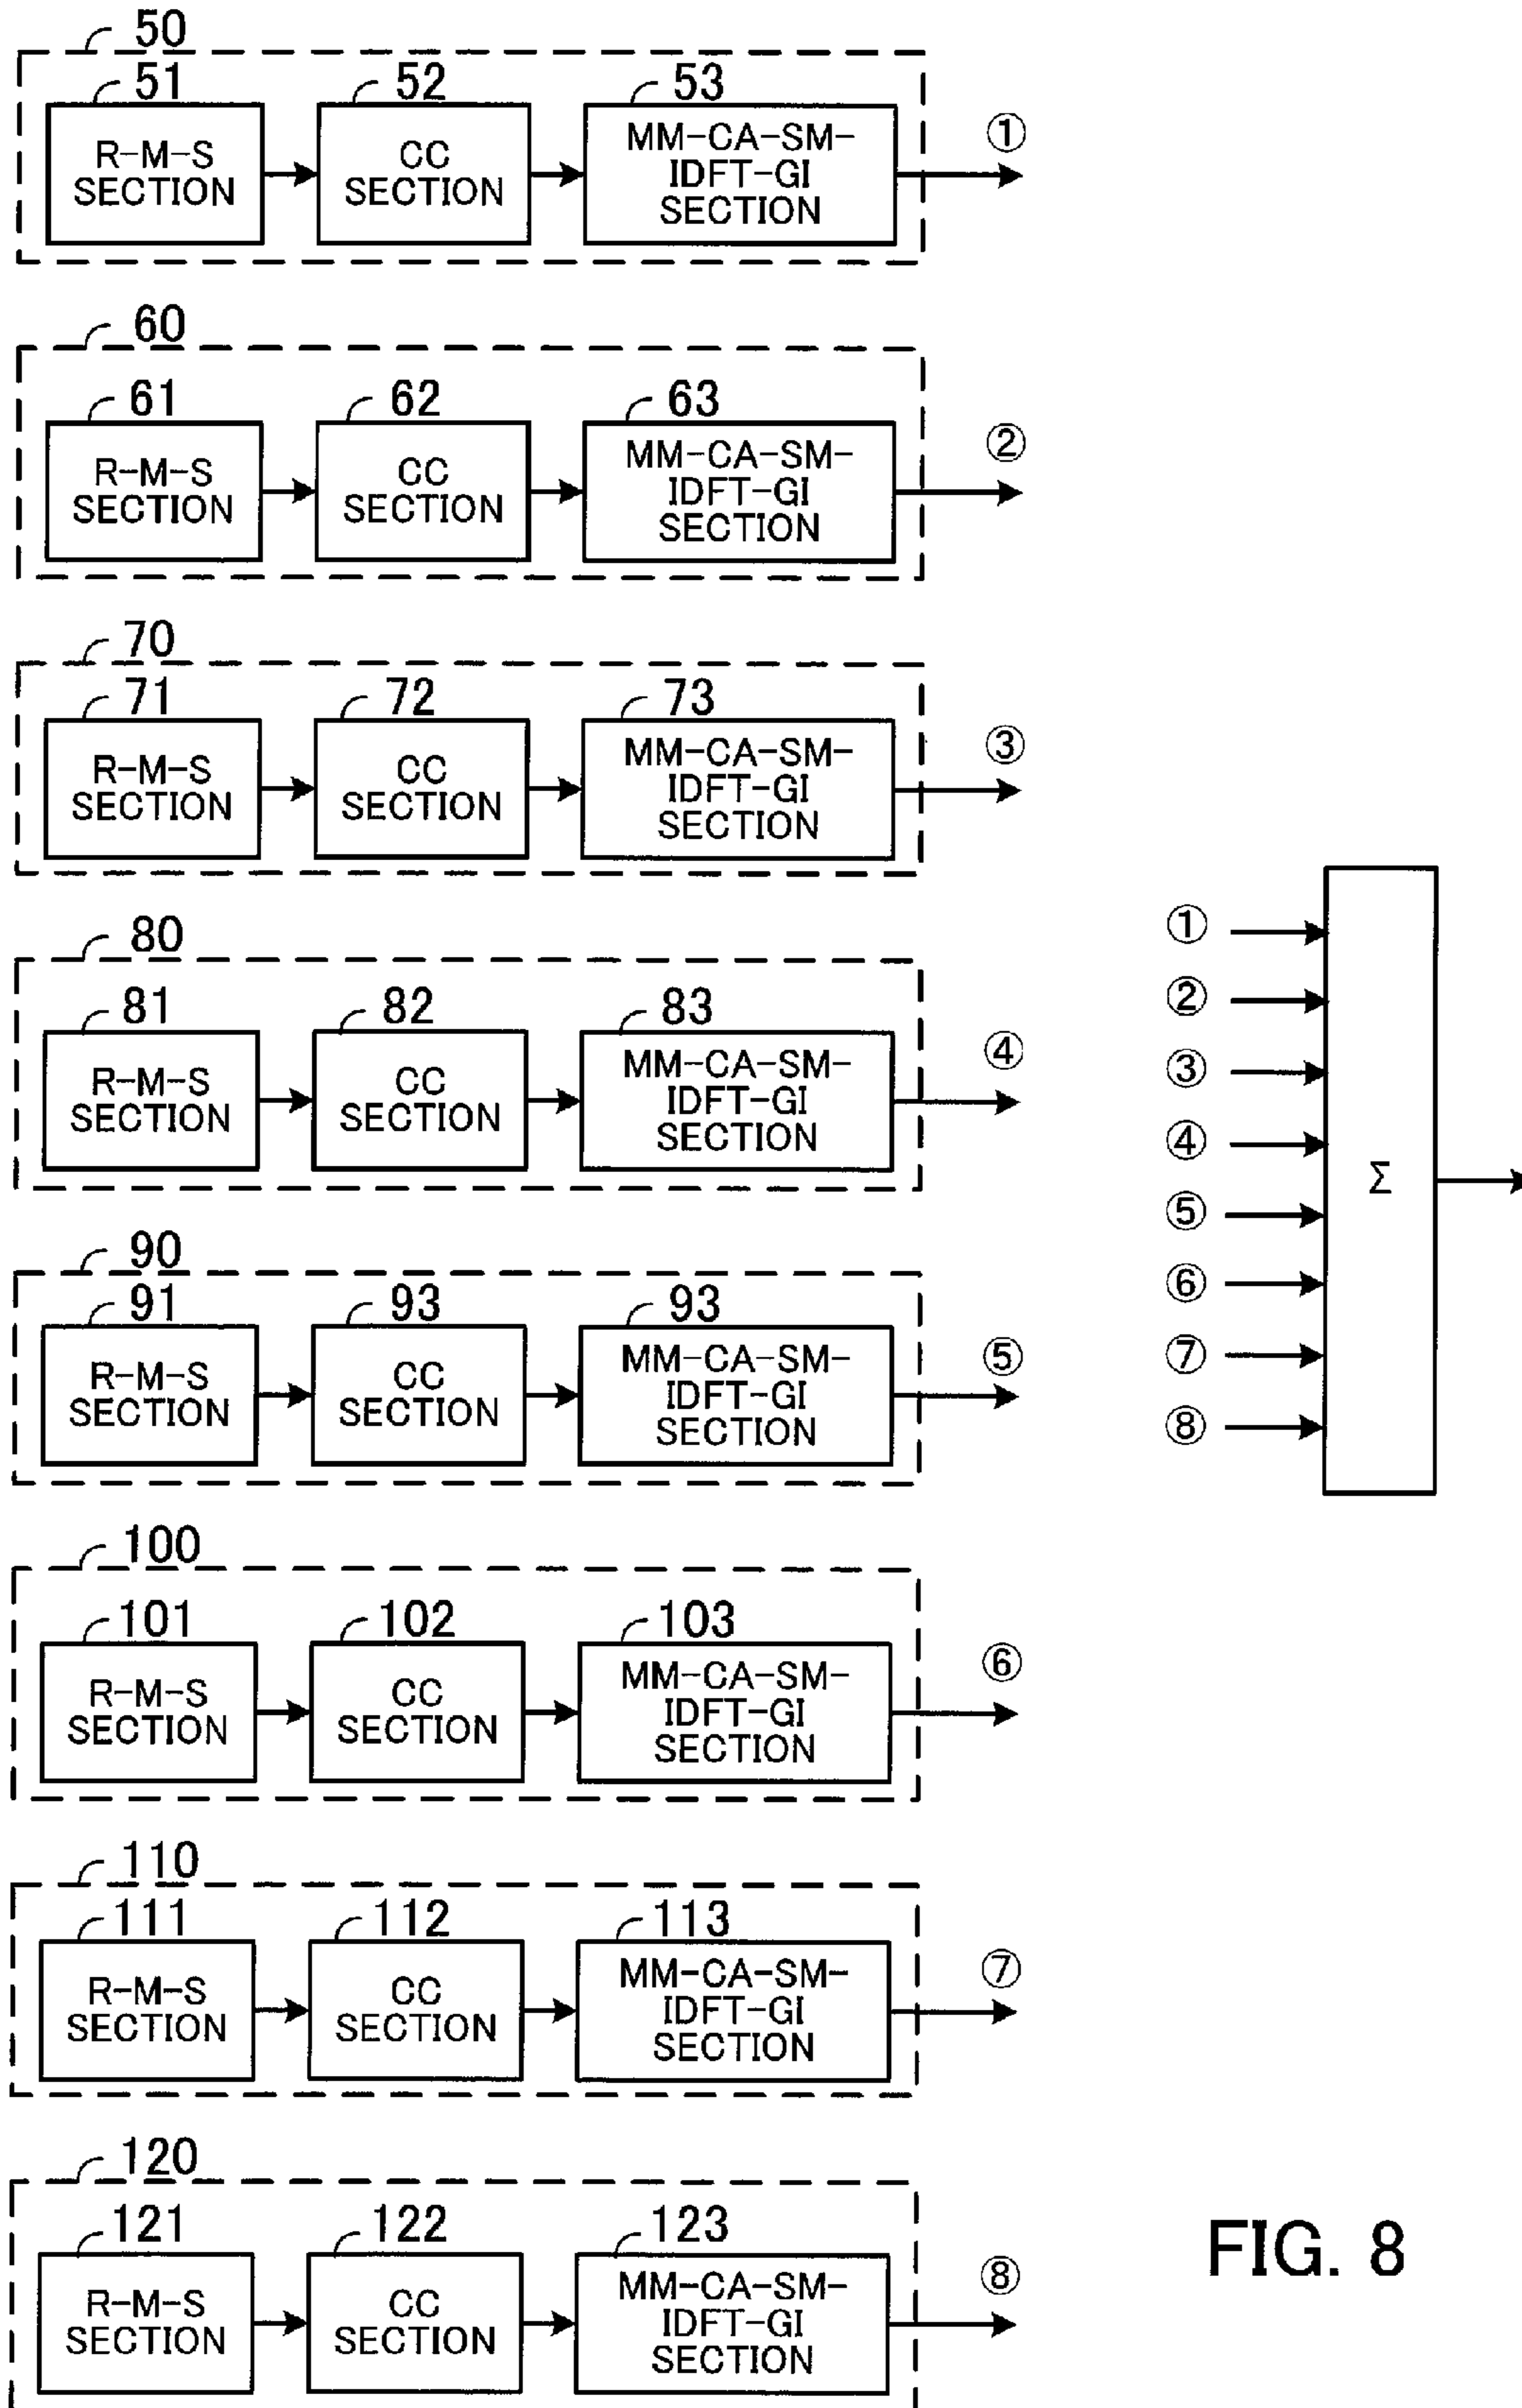 50
51
52
53
R-M-S
SECTION
CC
SECTION
MM-CA-SM-
IDFT-GI
SECTION
①
60
61
62
63
R-M-S
SECTION
CC
SECTION
MM-CA-SM-
IDFT-GI
SECTION
②
70
71
72
73
R-M-S
SECTION
CC
SECTION
MM-CA-SM-
IDFT-GI
SECTION
③
80
81
82
83
R-M-S
SECTION
CC
SECTION
MM-CA-SM-
IDFT-GI
SECTION
④
90
91
93
93
R-M-S
SECTION
CC
SECTION
MM-CA-SM-
IDFT-GI
SECTION
⑤
100
101
102
103
R-M-S
SECTION
CC
SECTION
MM-CA-SM-
IDFT-GI
SECTION
⑥
110
111
112
113
R-M-S
SECTION
CC
SECTION
MM-CA-SM-
IDFT-GI
SECTION
⑦
120
121
122
123
R-M-S
SECTION
CC
SECTION
MM-CA-SM-
IDFT-GI
SECTION
⑧
①
②
③
④
⑤
⑥
⑦
⑧
Σ
FIG. 8